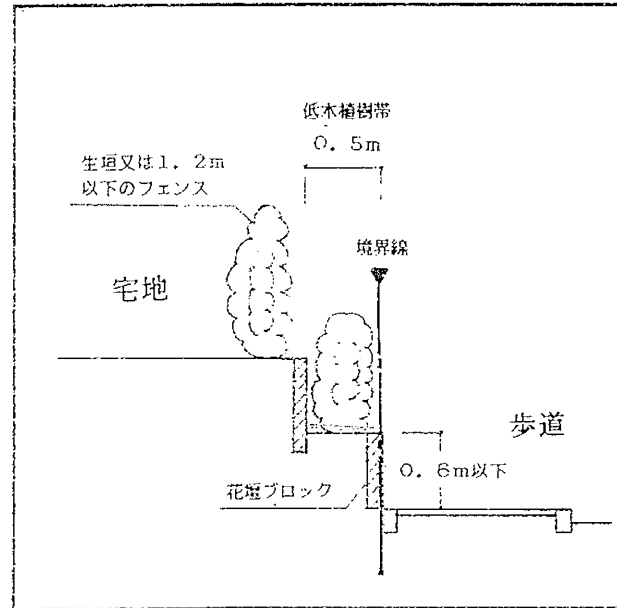 低木植樹帯
0.5m
生垣又は1.2m
以下のフェンス
境界線
宅地
歩道
0.6m以下
花壇ブロック